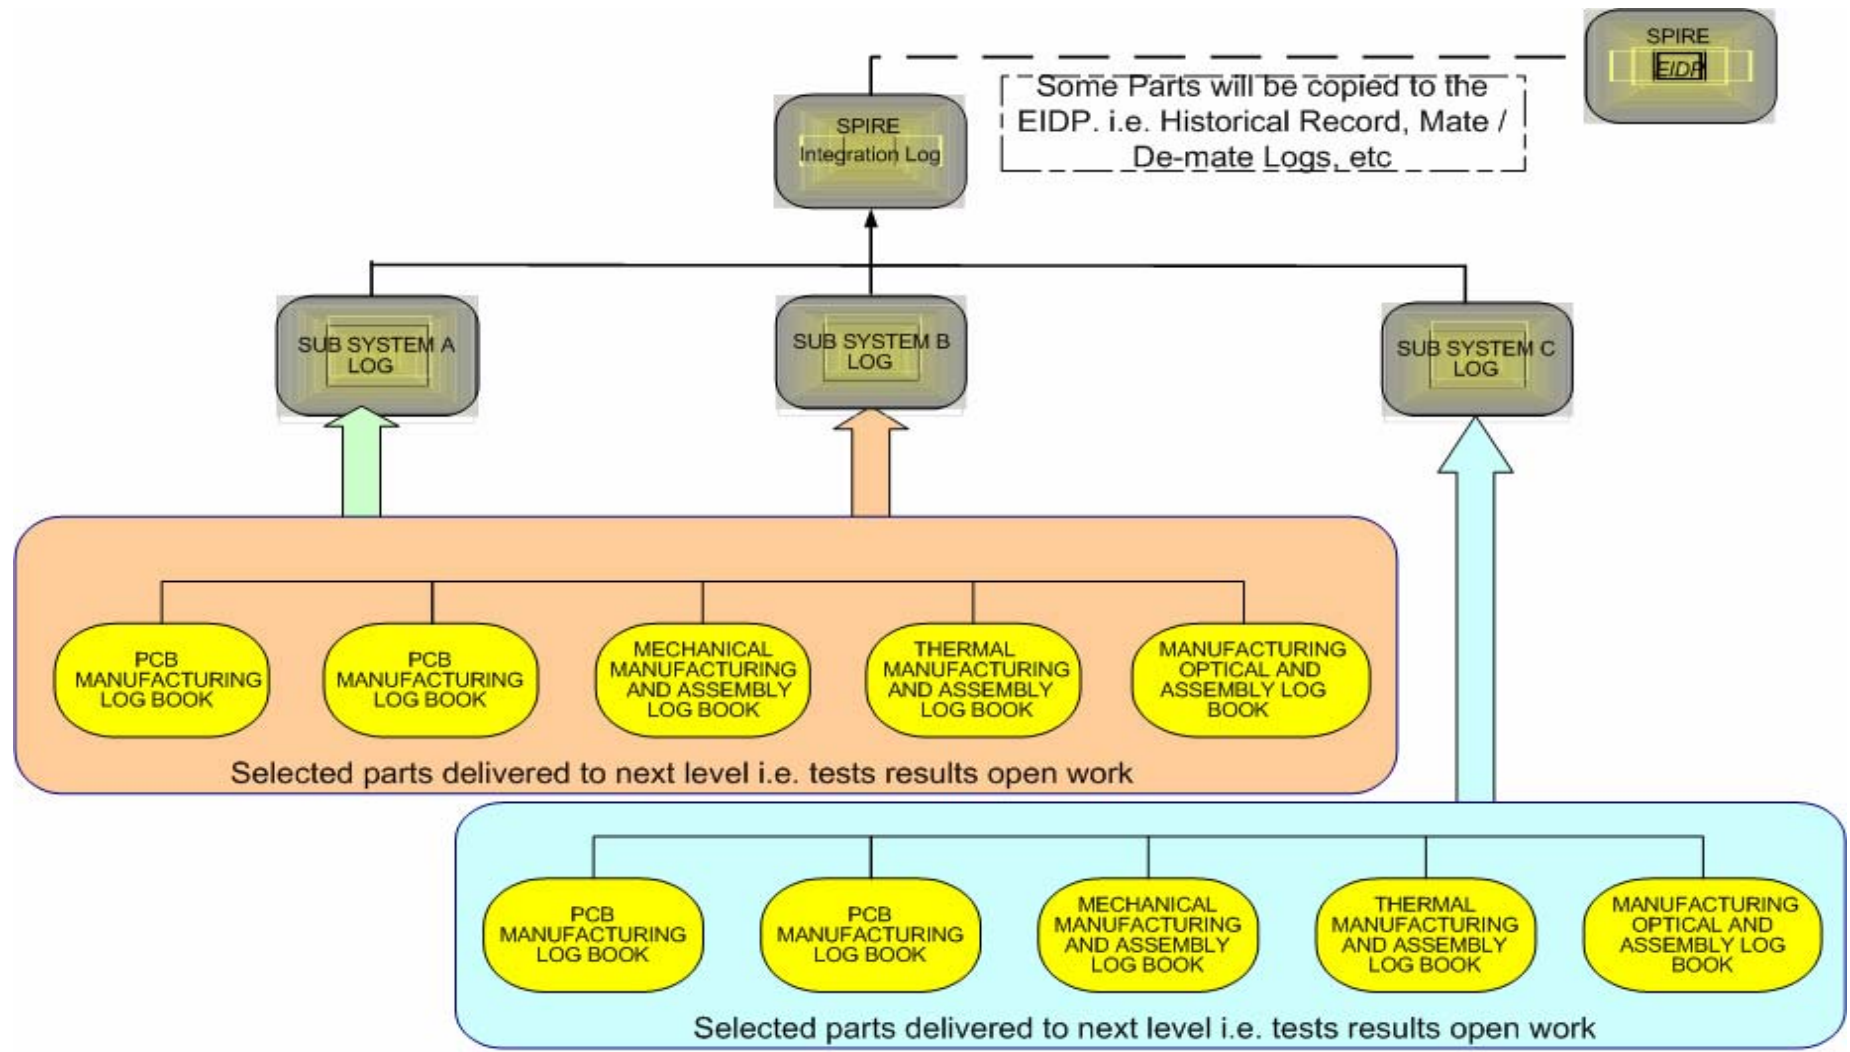 SPIRE
EIDP
Some Parts will be copied to the
EIDP. i.e. Historical Record, Mate /
De-mate Logs, etc
SPIRE
Integration Log
SUB SYSTEM A
LOG
SUB SYSTEM B
LOG
SUB SYSTEM C
LOG
PCB
MANUFACTURING
LOG BOOK
PCB
MANUFACTURING
LOG BOOK
MECHANICAL
MANUFACTURING
AND ASSEMBLY
LOG BOOK
THERMAL
MANUFACTURING
AND ASSEMBLY
LOG BOOK
MANUFACTURING
OPTICAL AND
ASSEMBLY LOG
BOOK
Selected parts delivered to next level i.e. tests results open work
PCB
MANUFACTURING
LOG BOOK
PCB
MANUFACTURING
LOG BOOK
MECHANICAL
MANUFACTURING
AND ASSEMBLY
LOG BOOK
THERMAL
MANUFACTURING
AND ASSEMBLY
LOG BOOK
MANUFACTURING
OPTICAL AND
ASSEMBLY LOG
BOOK
Selected parts delivered to next level i.e. tests results open work